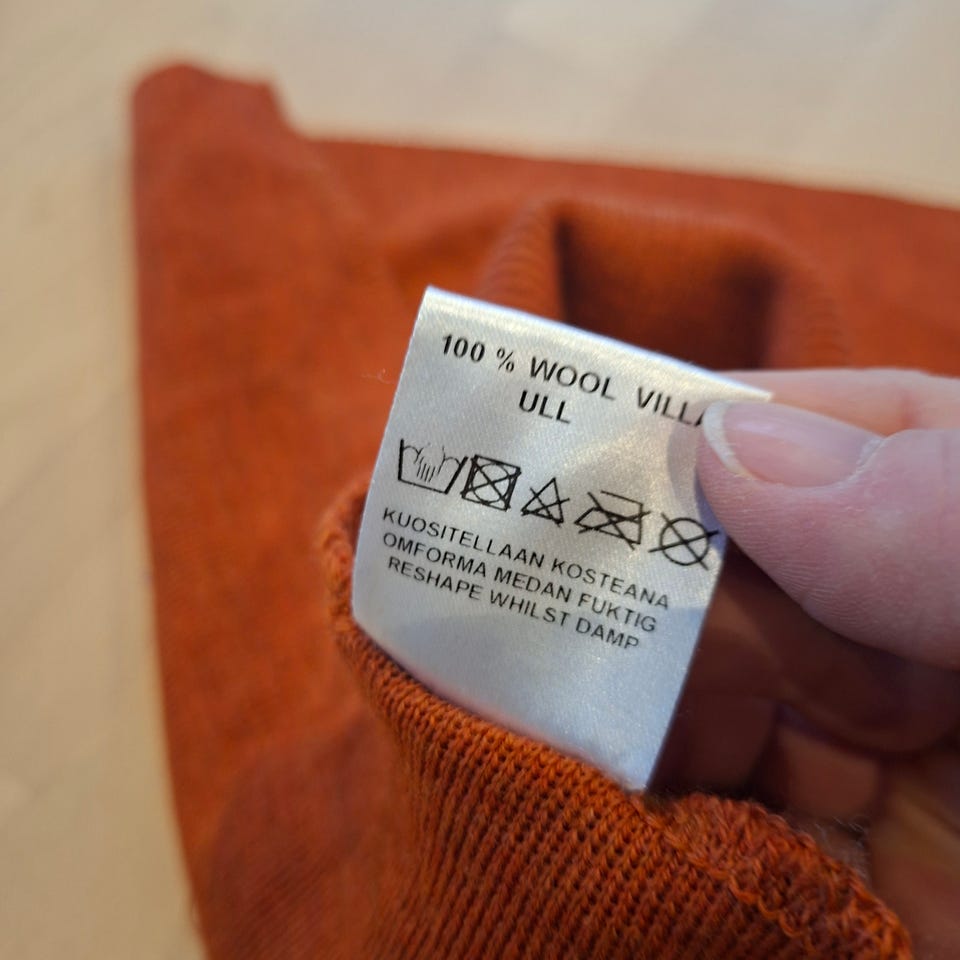 100 % WOOL VILLA
ULL
KUOSITELLAAN KOSTEANA
OMFORMA MEDAN FUKTIG
RESHAPE WHILST DAMP